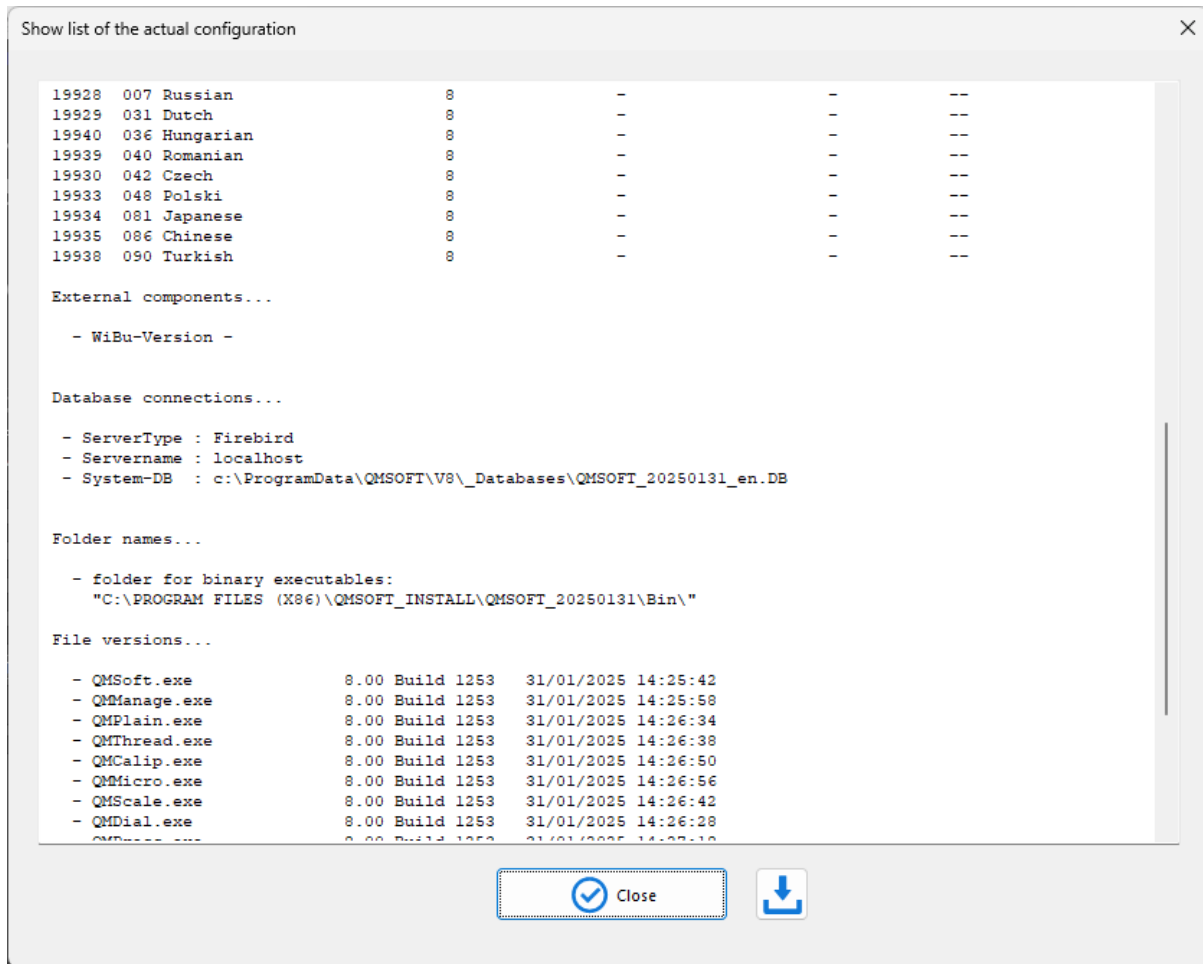 Show list of the actual configuration
19928 007 Russian 8 - - --
19929 031 Dutch 8 - - --
19940 036 Hungarian 8 - - --
19939 040 Romanian 8 - - --
19930 042 Czech 8 - - --
19933 048 Polski 8 - - --
19934 081 Japanese 8 - - --
19935 086 Chinese 8 - - --
19938 090 Turkish 8 - - --
External components...
- WiBu-Version -
Database connections...
- ServerType : Firebird
- Servername : localhost
- System-DB : c:\ProgramData\QMSOFT\V8\_Databases\QMSOFT_20250131_en.DB
Folder names...
- folder for binary executables:
"C:\PROGRAM FILES (X86)\QMSOFT_INSTALL\QMSOFT_20250131\Bin\"
File versions...
- QMSoft.exe 8.00 Build 1253 31/01/2025 14:25:42
- QMManage.exe 8.00 Build 1253 31/01/2025 14:25:58
- QMPlain.exe 8.00 Build 1253 31/01/2025 14:26:34
- QMThread.exe 8.00 Build 1253 31/01/2025 14:26:38
- QMCalip.exe 8.00 Build 1253 31/01/2025 14:26:50
- QMMicro.exe 8.00 Build 1253 31/01/2025 14:26:56
- QMScale.exe 8.00 Build 1253 31/01/2025 14:26:42
- QMDial.exe 8.00 Build 1253 31/01/2025 14:26:28
Close